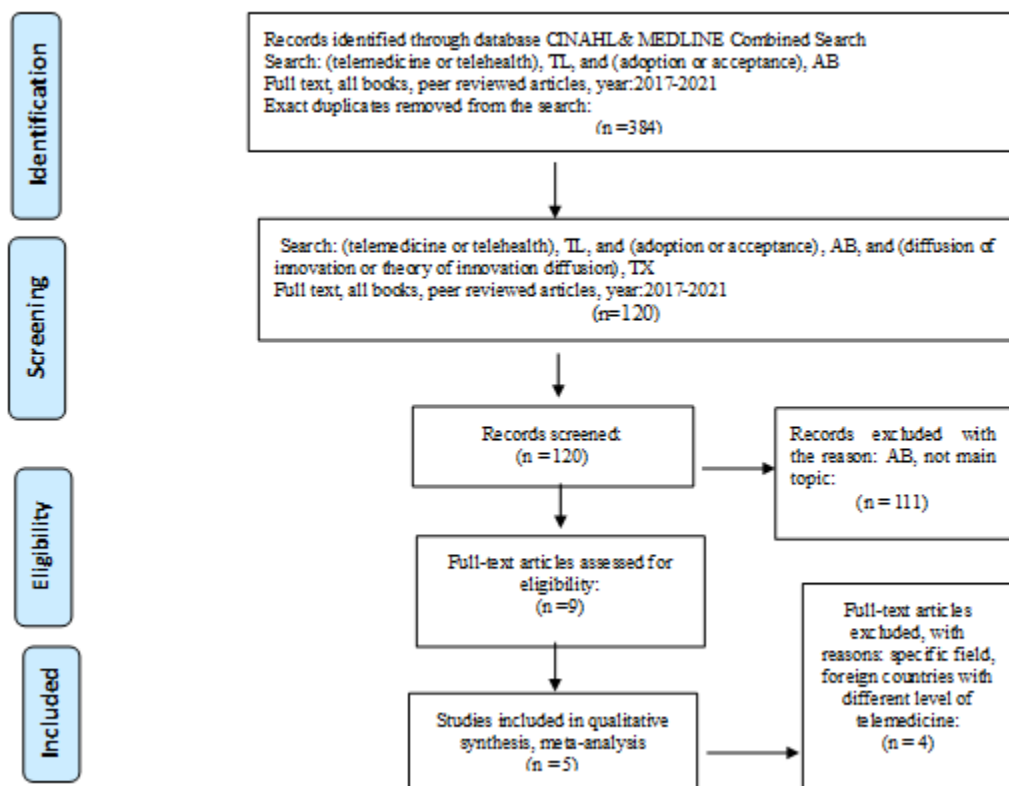 Identification
Records identified through database CINAHL& MEDLINE Combined Search
Search: (telemedicine or telehealth), TL, and (adoption or acceptance), AB
Full text, all books, peer reviewed articles, year:2017-2021
Exact duplicates removed from the search:
(n =384)
Screening
Search: (telemedicine or telehealth), TL, and (adoption or acceptance), AB, and (diffusion of
innovation or theory of innovation diffusion), TX
Full text, all books, peer reviewed articles, year:2017-2021
(n=120)
Records screened:
(n = 120)
Records excluded with
the reason: AB, not main
topic:
(n = 111)
Eligibility
Full-text articles assessed for
eligibility:
(n =9)
Full-text articles
excluded, with
reasons: specific field,
foreign countries with
different level of
telemedicine:
(n = 4)
Included
Studies included in qualitative
synthesis, meta-analysis
(n = 5)